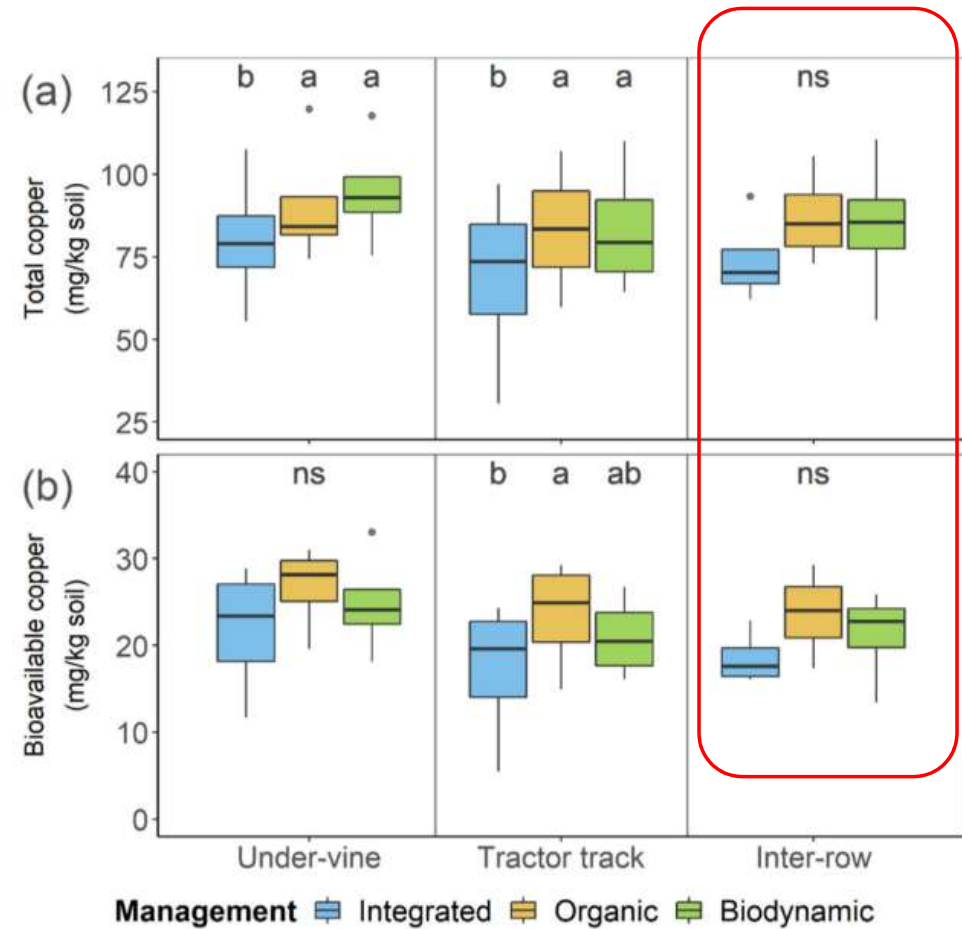 (a)
Total copper
(mg/kg soil)
125
100
75
50
25
b a a
b a a
ns
(b)
Bioavailable copper
(mg/kg soil)
40
30
20
10
0
ns
b a ab
ns
Under-vine Tractor track Inter-row
Management Integrated Organic Biodynamic